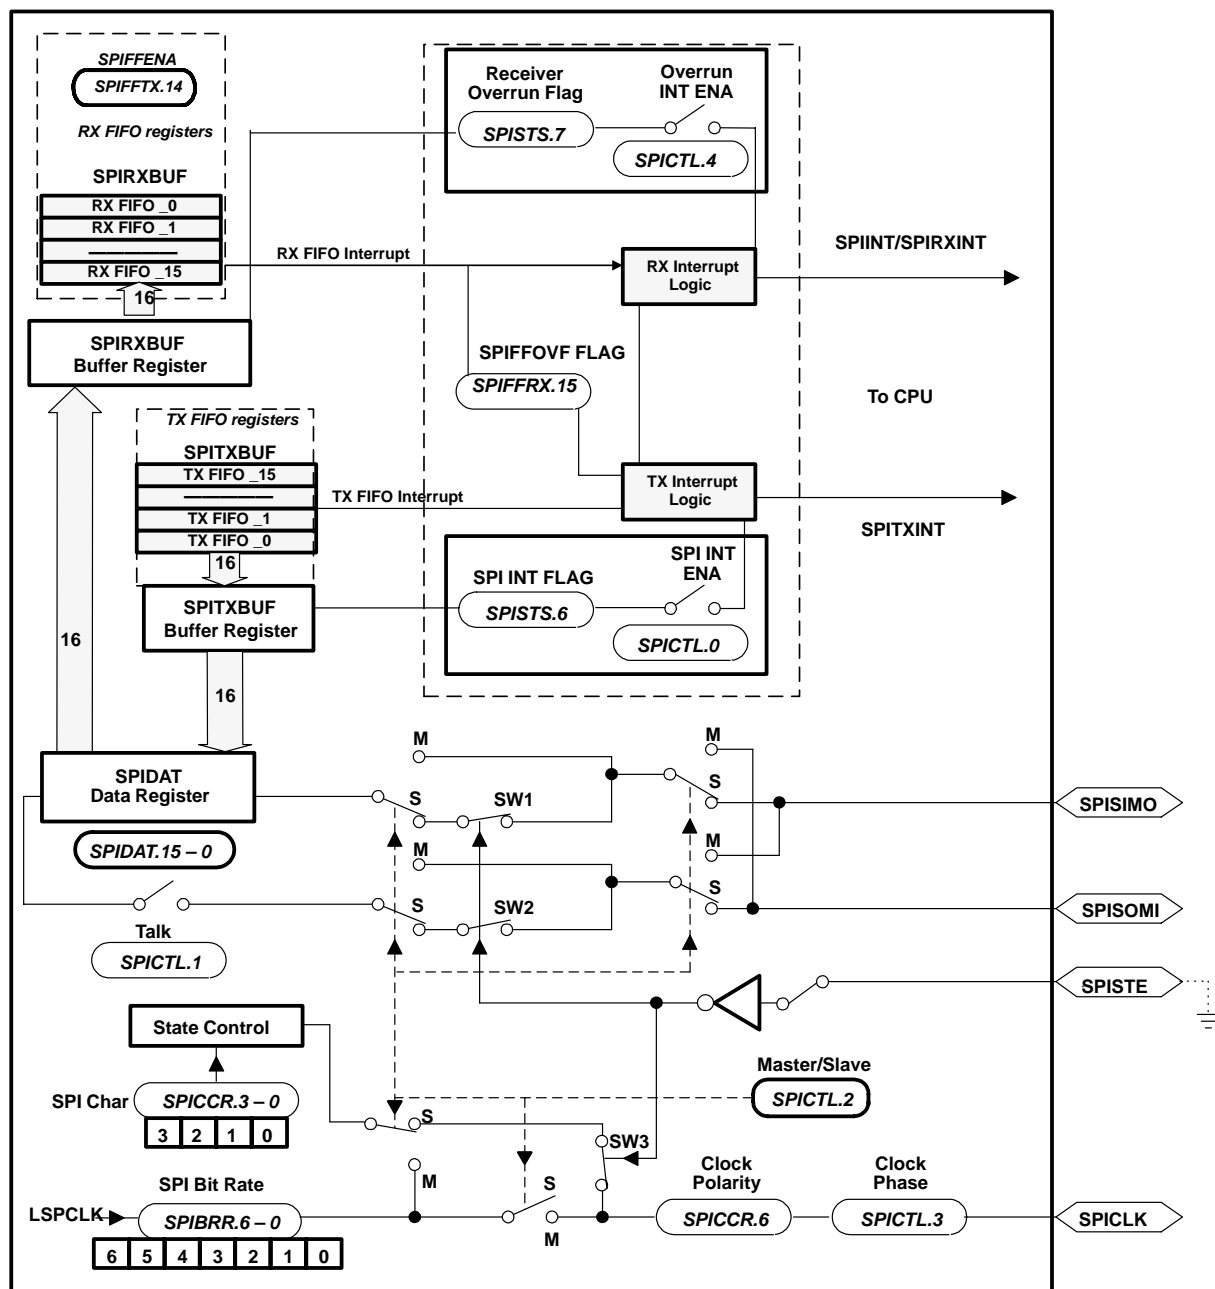 SPIFFENA
SPIFFTX.14
RX FIFO registers
SPIRXBUF
RX FIFO _0
RX FIFO _1
RX FIFO _15
16
SPIRXBUF
Buffer Register
Receiver
Overrun Flag
SPISTS.7
Overrun
INT ENA
SPICTL.4
RX FIFO Interrupt
RX Interrupt
Logic
SPIINT/SPIRXINT
SPIFFOVF FLAG
SPIFFRX.15
To CPU
TX FIFO registers
SPITXBUF
TX FIFO _15
TX FIFO _1
TX FIFO _0
16
TX FIFO Interrupt
TX Interrupt
Logic
SPITXINT
SPITXBUF
Buffer Register
SPI INT FLAG
SPISTS.6
SPI INT
ENA
SPICTL.0
16
16
SPIDAT
Data Register
SPIDAT.15 – 0
M
S
SW1
M
S
SPISIMO
M
S
SW2
M
S
SPISOMI
Talk
SPICTL.1
SPISTE
State Control
Master/Slave
SPICTL.2
SPI Char
SPICCR.3 – 0
3 2 1 0
S
M
SW3
S
M
SPI Bit Rate
LSPCLK
SPIBRR.6 – 0
6 5 4 3 2 1 0
Clock
Polarity
SPICCR.6
Clock
Phase
SPICTL.3
SPICLK